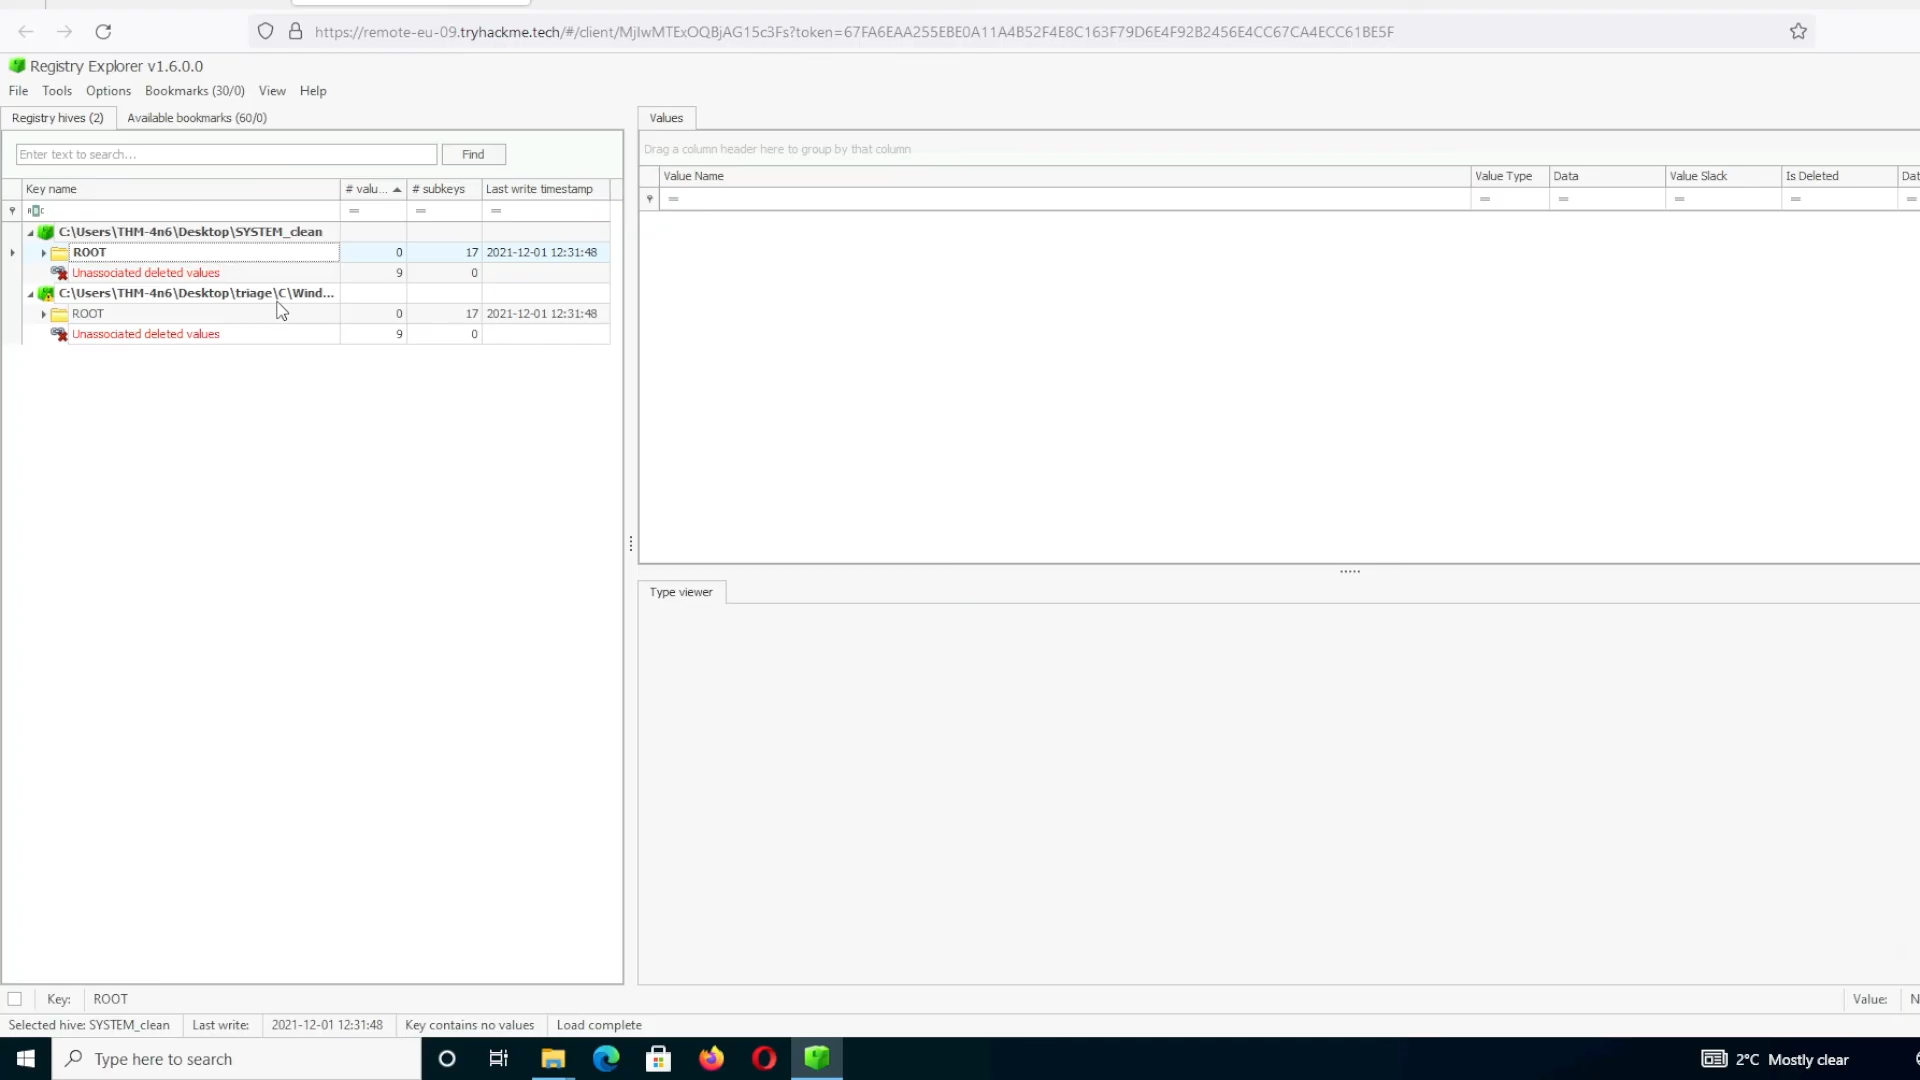 https://remote-eu-09.tryhackme.tech/#/client/MjIwMTExOQBjAG15c3Fs?token=67FA6EAA255EBE0A11A4B52F4E8C163F79D6E4F92B2456E4CC67CA4ECC61BE5F
Registry Explorer v1.6.0.0
File Tools Options Bookmarks (30/0) View Help
Registry hives (2) Available bookmarks (60/0)
Values
Enter text to search... Find
Drag a column header here to group by that column
Key name # valu... # subkeys Last write timestamp
Value Name Value Type Data Value Slack Is Deleted Dat
= = =
= = = = = =
C:\Users\THM-4n6\Desktop\SYSTEM_clean
ROOT 0 17 2021-12-01 12:31:48
Unassociated deleted values 9 0
C:\Users\THM-4n6\Desktop\triage\C\Wind...
ROOT 0 17 2021-12-01 12:31:48
Unassociated deleted values 9 0
Type viewer
Key: ROOT
Value: N
Selected hive: SYSTEM_clean Last write: 2021-12-01 12:31:48 Key contains no values Load complete
Type here to search
2°C Mostly clear